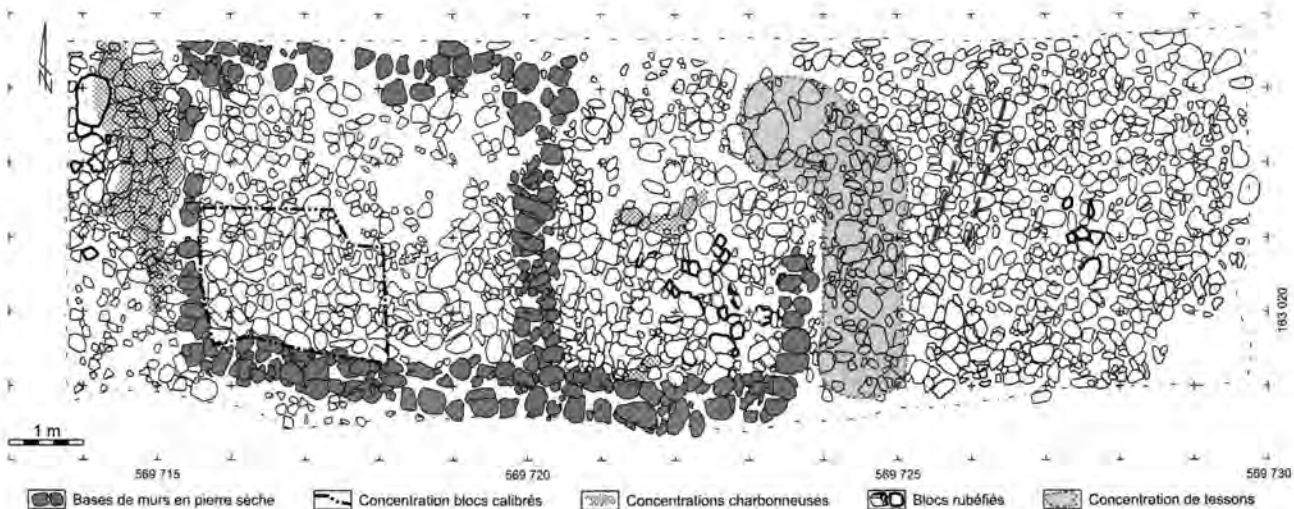 N
163 020
1 m
569 715
569 720
569 725
569 730
Bases de murs en pierre sèche
Concentration blocs calibrés
Concentrations charbonneuses
Blocs rubéfiés
Concentration de tessons